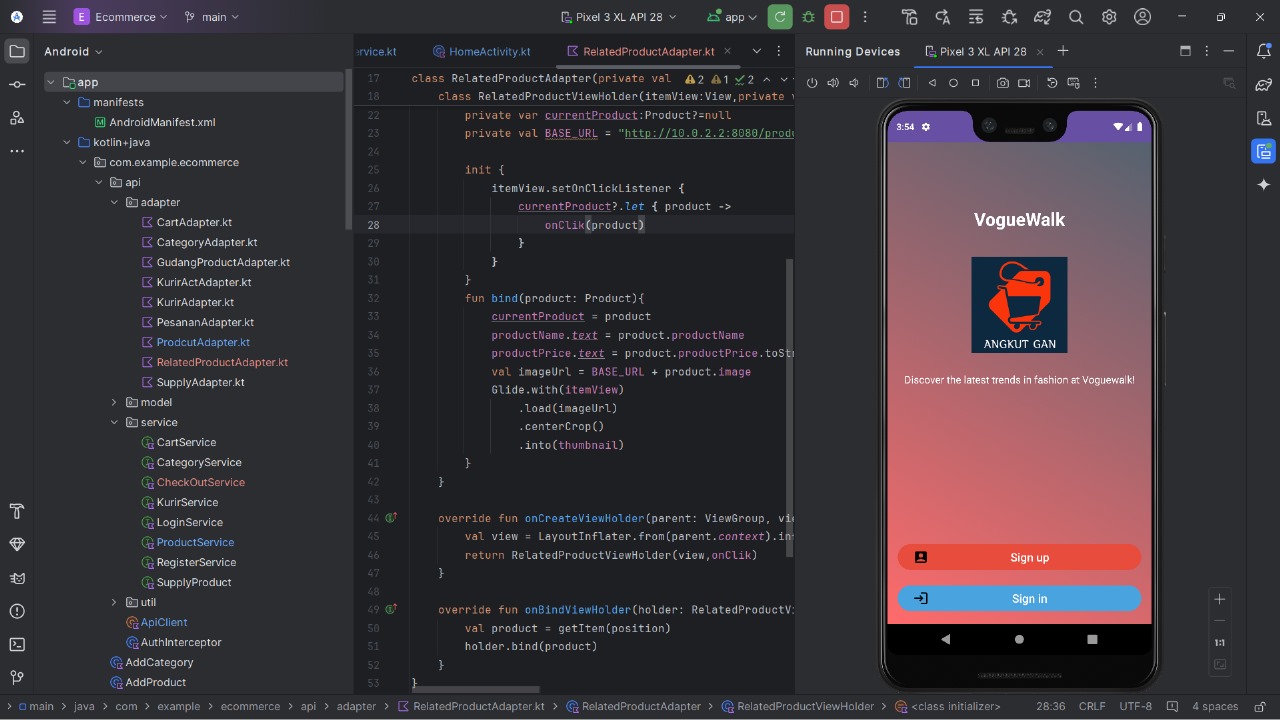 E Ecommerce
main
Pixel 3 XL API 28
app
Android
ervice.kt
HomeActivity.kt
RelatedProductAdapter.kt
Running Devices
Pixel 3 XL API 28
app
manifests
AndroidManifest.xml
kotlin+java
com.example.ecommerce
api
adapter
CartAdapter.kt
CategoryAdapter.kt
GudangProductAdapter.kt
KurirActAdapter.kt
KurirAdapter.kt
PesananAdapter.kt
ProdcutAdapter.kt
RelatedProductAdapter.kt
SupplyAdapter.kt
model
service
CartService
CategoryService
CheckOutService
KurirService
LoginService
ProductService
RegisterService
SupplyProduct
util
ApiClient
AuthInterceptor
AddCategory
AddProduct
2 1 2
17 class RelatedProductAdapter(private val
18 class RelatedProductViewHolder(itemView:View,private v
22 private var currentProduct:Product?=null
23 private val BASE_URL = "http://10.0.2.2:8080/produ
24
25 init {
26 itemView.setOnClickListener {
27 currentProduct?.let { product ->
28 onClik(product)
29 }
30 }
31 }
32 fun bind(product: Product){
33 currentProduct = product
34 productName.text = product.productName
35 productPrice.text = product.productPrice.toStr
36 val imageUrl = BASE_URL + product.image
37 Glide.with(itemView)
38 .load(imageUrl)
39 .centerCrop()
40 .into(thumbnail)
41 }
42 }
43
44 override fun onCreateViewHolder(parent: ViewGroup, vie
45 val view = LayoutInflater.from(parent.context).inf
46 return RelatedProductViewHolder(view,onClik)
47 }
48
49 override fun onBindViewHolder(holder: RelatedProductVi
50 val product = getItem(position)
51 holder.bind(product)
52 }
53 }
3:54
VogueWalk
ANGKUT GAN
Discover the latest trends in fashion at Voguewalk!
Sign up
Sign in
1:1
main
java
com
example
ecommerce
api
adapter
RelatedProductAdapter.kt
RelatedProductAdapter
RelatedProductViewHolder
<class initializer>
28:36 CRLF UTF-8 4 spaces